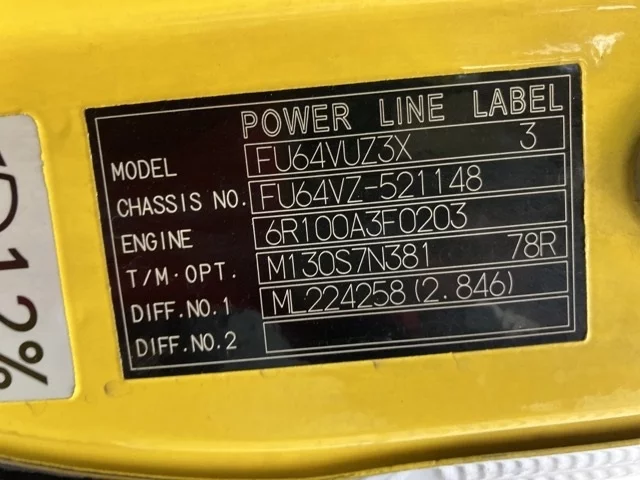 POWER LINE LABEL
MODEL FU64VUZ3X 3
CHASSIS NO. FU64VZ-521148
ENGINE 6R100A3F0203
T/M·OPT. M130S7N381 78R
DIFF.NO.1 ML224258(2.846)
DIFF.NO.2
12%